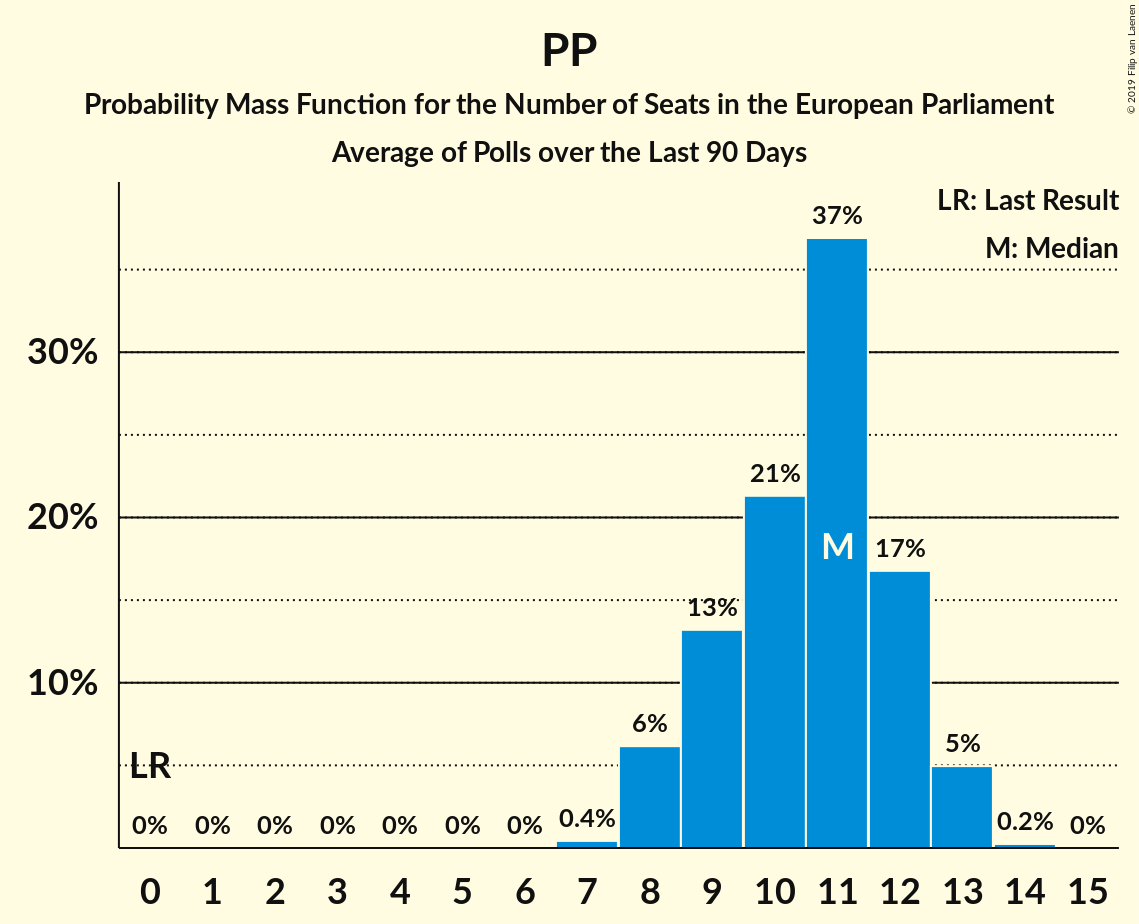 PP
Probability Mass Function for the Number of Seats in the European Parliament
Average of Polls over the Last 90 Days
© 2019 Filip van Laenen
LR: Last Result
M: Median
30%
20%
10%
LR
0% 0% 0% 0% 0% 0% 0% 0.4% 6% 13% 21% 37% 17% 5% 0.2% 0%
M
0 1 2 3 4 5 6 7 8 9 10 11 12 13 14 15